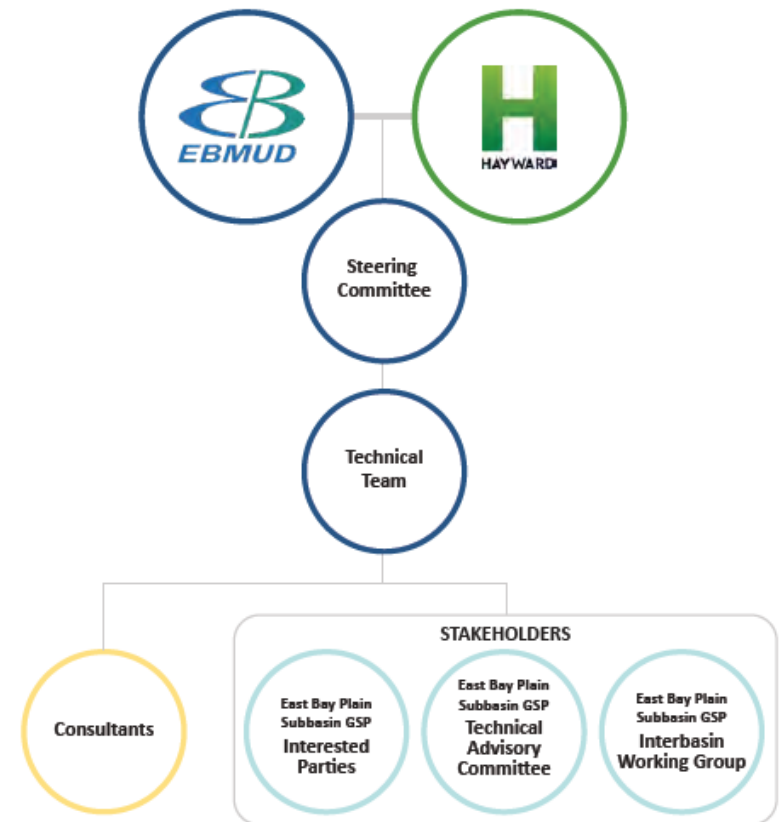 EBMUD
H
HAYWARD
Steering
Committee
Technical
Team
STAKEHOLDERS
Consultants
East Bay Plain
Subbasin GSP
Interested
Parties
East Bay Plain
Subbasin GSP
Technical
Advisory
Committee
East Bay Plain
Subbasin GSP
Interbasin
Working Group